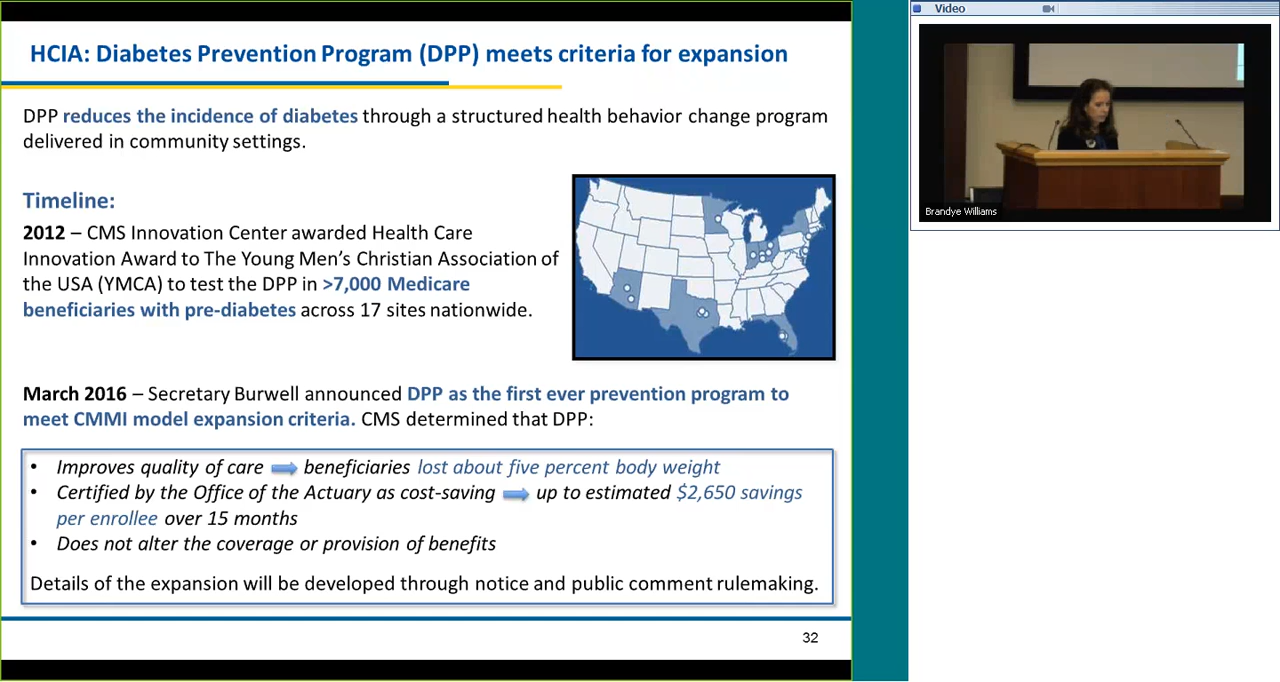 HCIA: Diabetes Prevention Program (DPP) meets criteria for expansion
DPP reduces the incidence of diabetes through a structured health behavior change program
delivered in community settings.
Timeline:
2012 – CMS Innovation Center awarded Health Care
Innovation Award to The Young Men's Christian Association of
the USA (YMCA) to test the DPP in >7,000 Medicare
beneficiaries with pre-diabetes across 17 sites nationwide.
March 2016 – Secretary Burwell announced DPP as the first ever prevention program to
meet CMMI model expansion criteria. CMS determined that DPP:
• Improves quality of care ➡ beneficiaries lost about five percent body weight
• Certified by the Office of the Actuary as cost-saving ➡ up to estimated $2,650 savings
per enrollee over 15 months
• Does not alter the coverage or provision of benefits
Details of the expansion will be developed through notice and public comment rulemaking.
32
Video
Brandye Williams